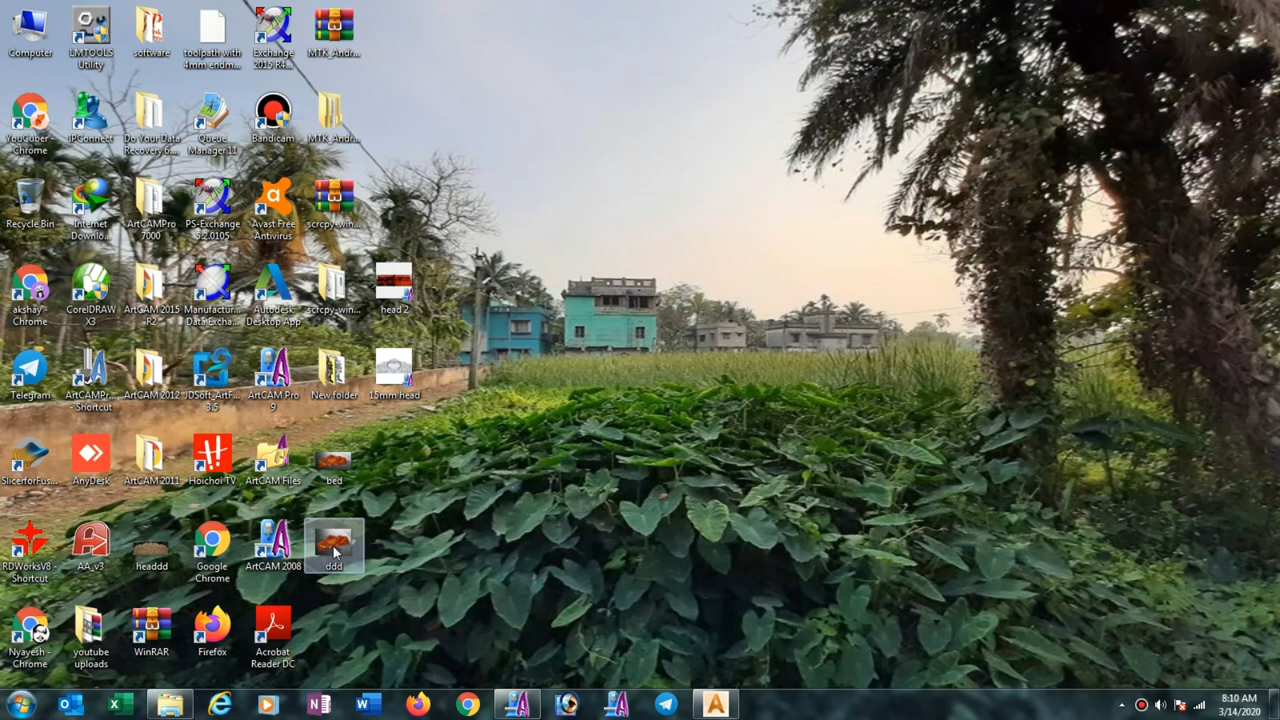 Computer
LMTOOLS
Utility
software
toolpath with
4mm endm...
Exchange
2015 R4...
MTK_Andr...
YouCuber -
Chrome
IPConnect
Do Your Data
Recovery 6....
Queue
Manager 11
Bandicam
MTK_Andr...
Recycle Bin
Internet
Downlo...
ArtCAMPro
7000
PS-Exchange
5.2.0105
Avast Free
Antivirus
scrcpy-win...
akshay -
Chrome
CorelDRAW
X3
ArtCAM 2015
-R2
Manufactur...
Data Excha...
Autodesk
Desktop App
scrcpy-win...
head 2
Telegram
ArtCAMPr...
- Shortcut
ArtCAM 2012
JDSoft_ArtF...
3.5
ArtCAM Pro
9
New folder
15mm head
SlicerforFus...
AnyDesk
ArtCAM 2011
Hoichoi TV
ArtCAM Files
bed
RDWorksV8 -
Shortcut
AA_v3
headdd
Google
Chrome
ArtCAM 2008
ddd
Nyayesh -
Chrome
youtube
uploads
WinRAR
Firefox
Acrobat
Reader DC
8:10 AM
3/14/2020